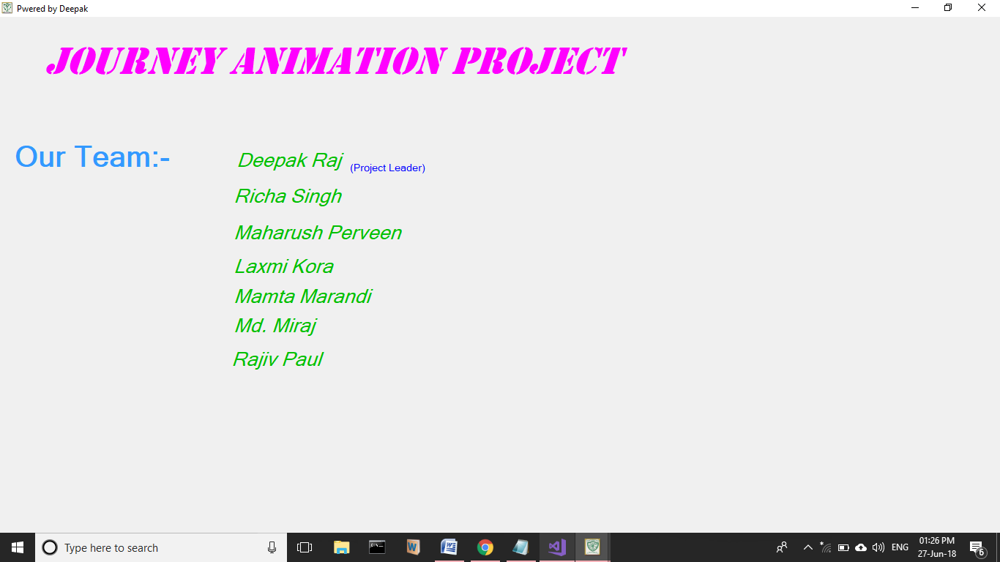 Pwered by Deepak
JOURNEY ANIMATION PROJECT
Our Team:-
Deepak Raj (Project Leader)
Richa Singh
Maharush Perveen
Laxmi Kora
Mamta Marandi
Md. Miraj
Rajiv Paul
Type here to search
ENG
01:26 PM
27-Jun-18
6